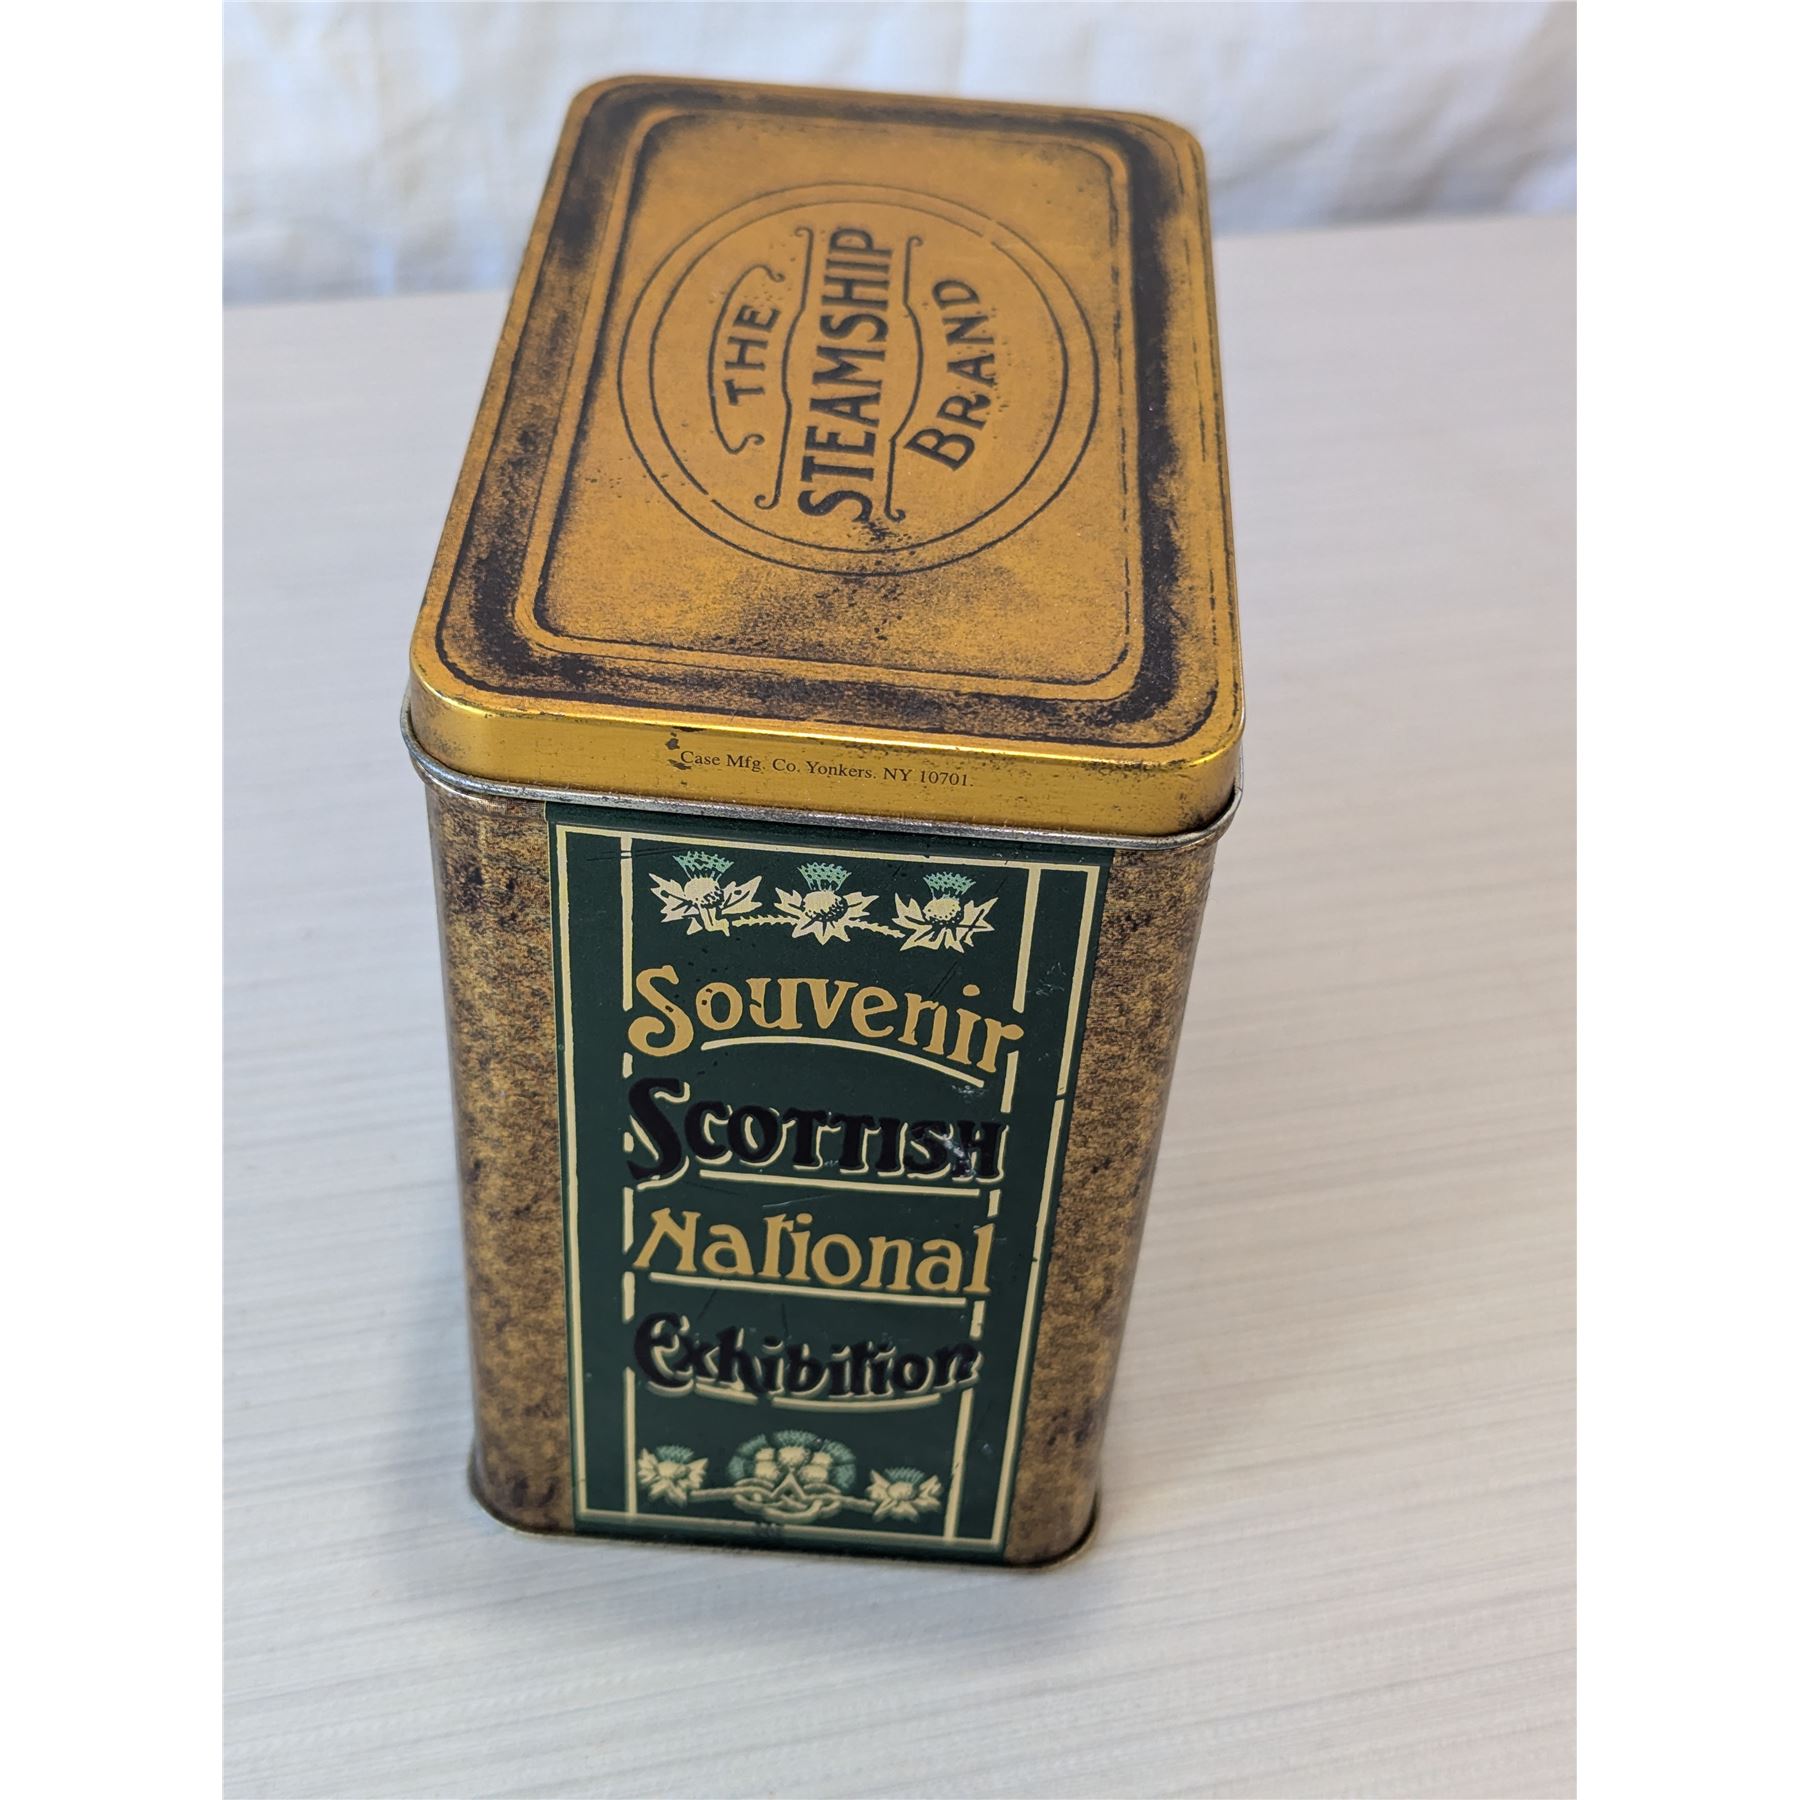 THE
STEAMSHIP
BRAND
Case Mfg. Co. Yonkers. NY 10701.
Souvenir
SCOTTISH
National
Exhibition